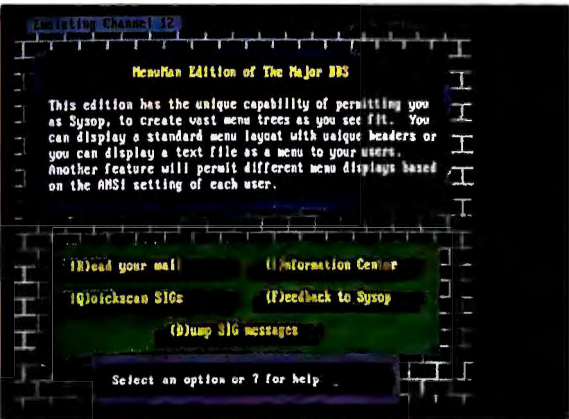 Emulating Channel 12
MenuMan Edition of The Major BBS
This edition has the unique capability of permitting you
as Sysop, to create vast menu trees as you see fit. You
can display a standard menu layout with unique headers or
you can display a text file as a menu to your users.
Another feature will permit different menu displays based
on the ANSI setting of each user.
(R)ead your mail
(I)nformation Center
(Q)uickscan SIGs
(F)eedback to Sysop
(D)ump SIG messages
Select an option or ? for help _